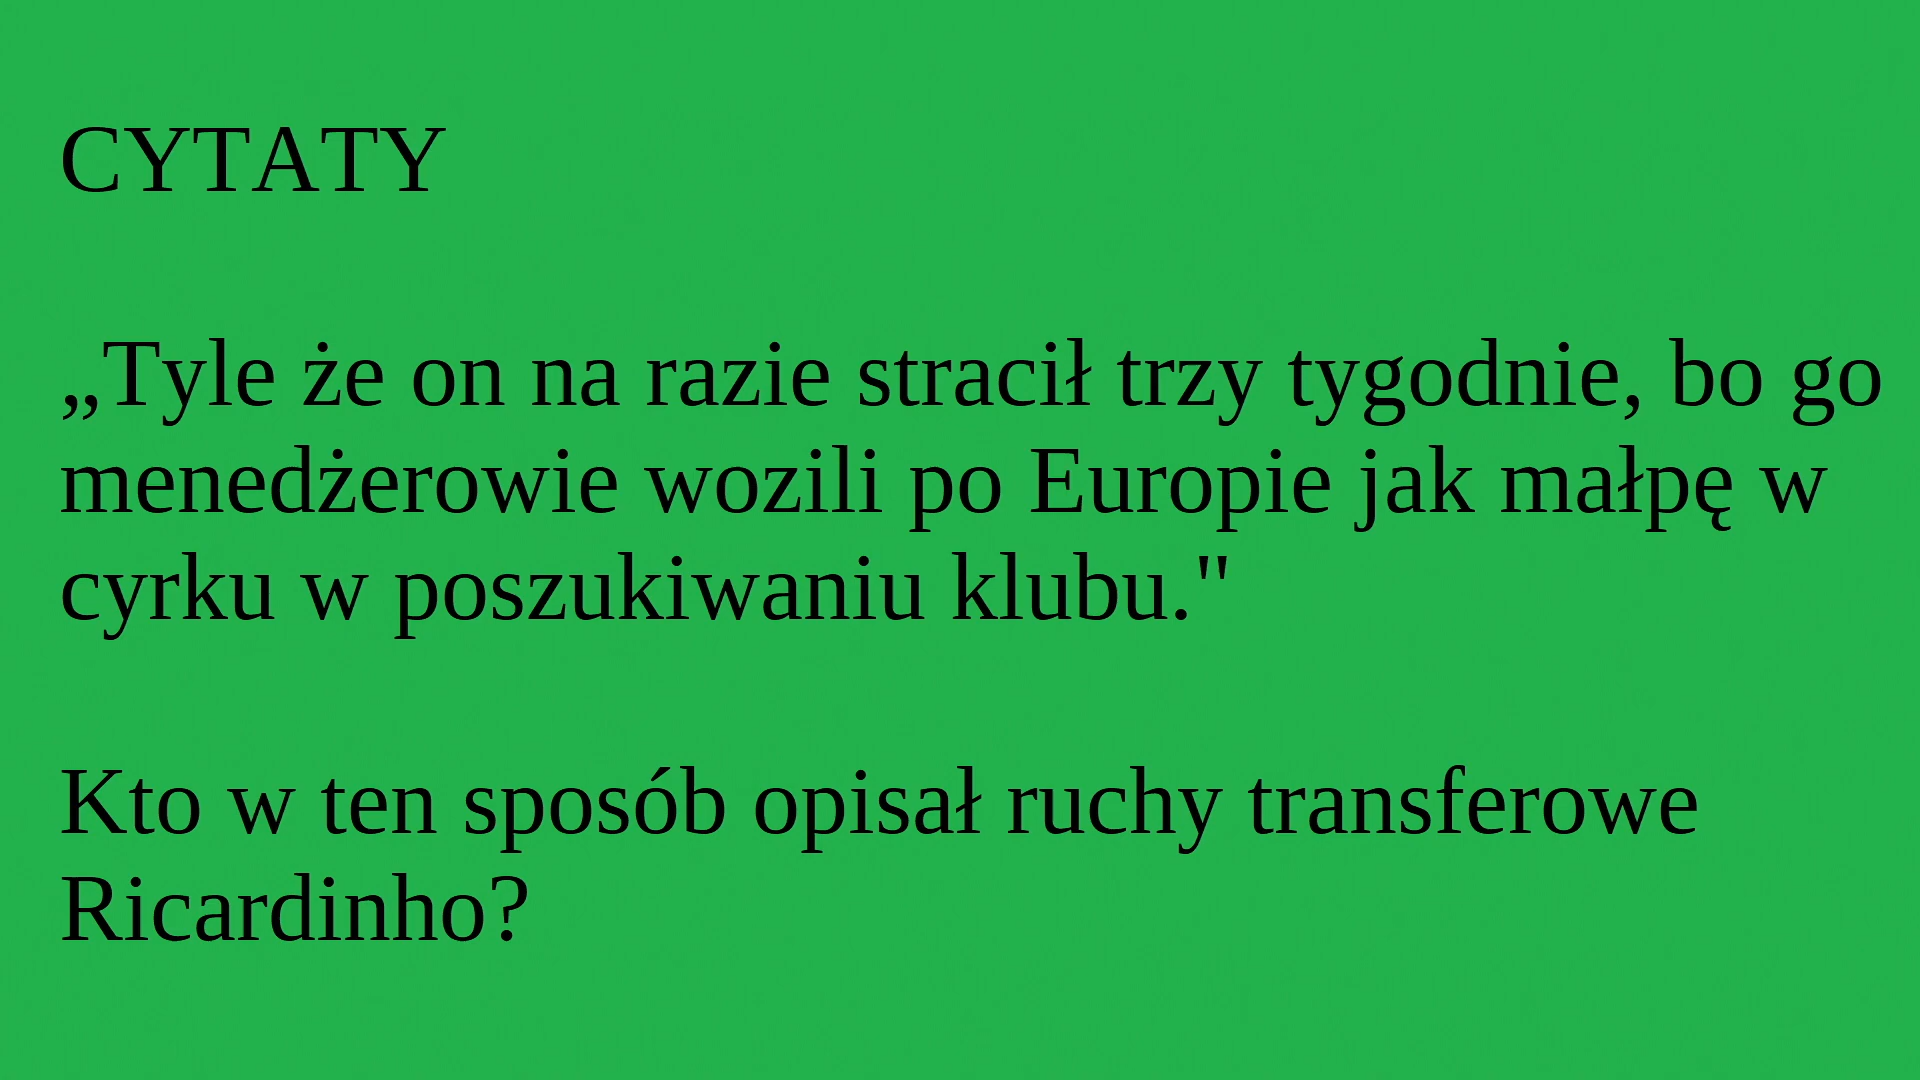 CYTATY
„Tyle że on na razie stracił trzy tygodnie, bo go
menedżerowie wozili po Europie jak małpę w
cyrku w poszukiwaniu klubu."
Kto w ten sposób opisał ruchy transferowe
Ricardinho?